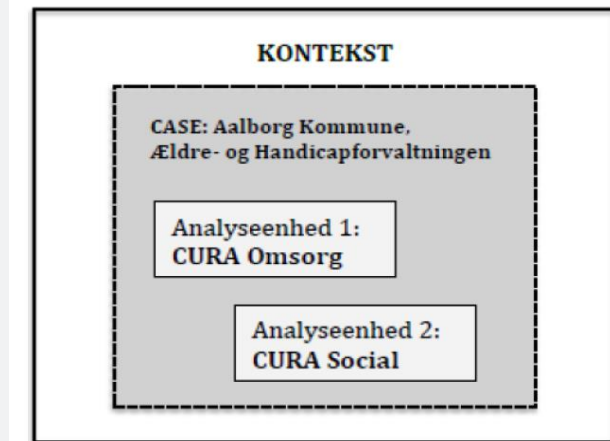 KONTEKST
CASE: Aalborg Kommune,
Ældre- og Handicapforvaltningen
Analyseenhed 1:
CURA Omsorg
Analyseenhed 2:
CURA Social